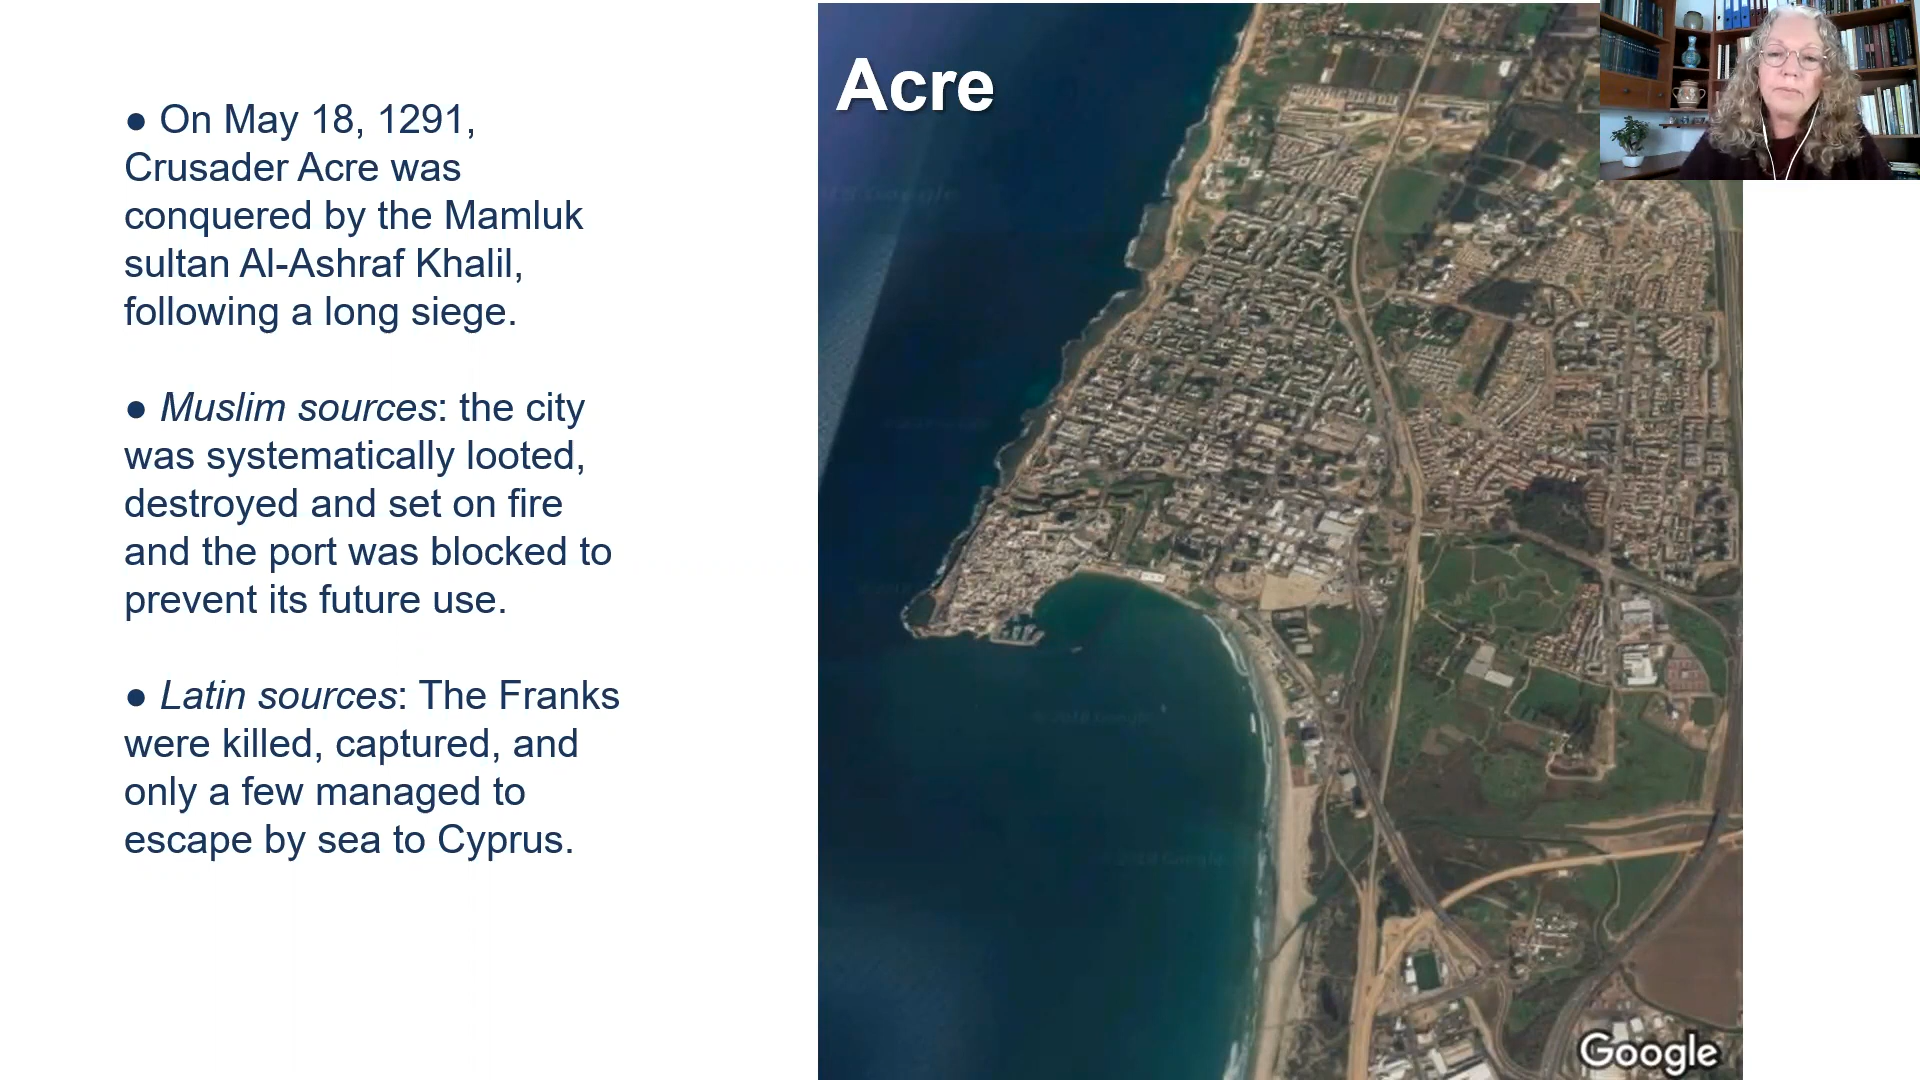 ● On May 18, 1291,
Crusader Acre was
conquered by the Mamluk
sultan Al-Ashraf Khalil,
following a long siege.
● Muslim sources: the city
was systematically looted,
destroyed and set on fire
and the port was blocked to
prevent its future use.
● Latin sources: The Franks
were killed, captured, and
only a few managed to
escape by sea to Cyprus.
Acre
Google